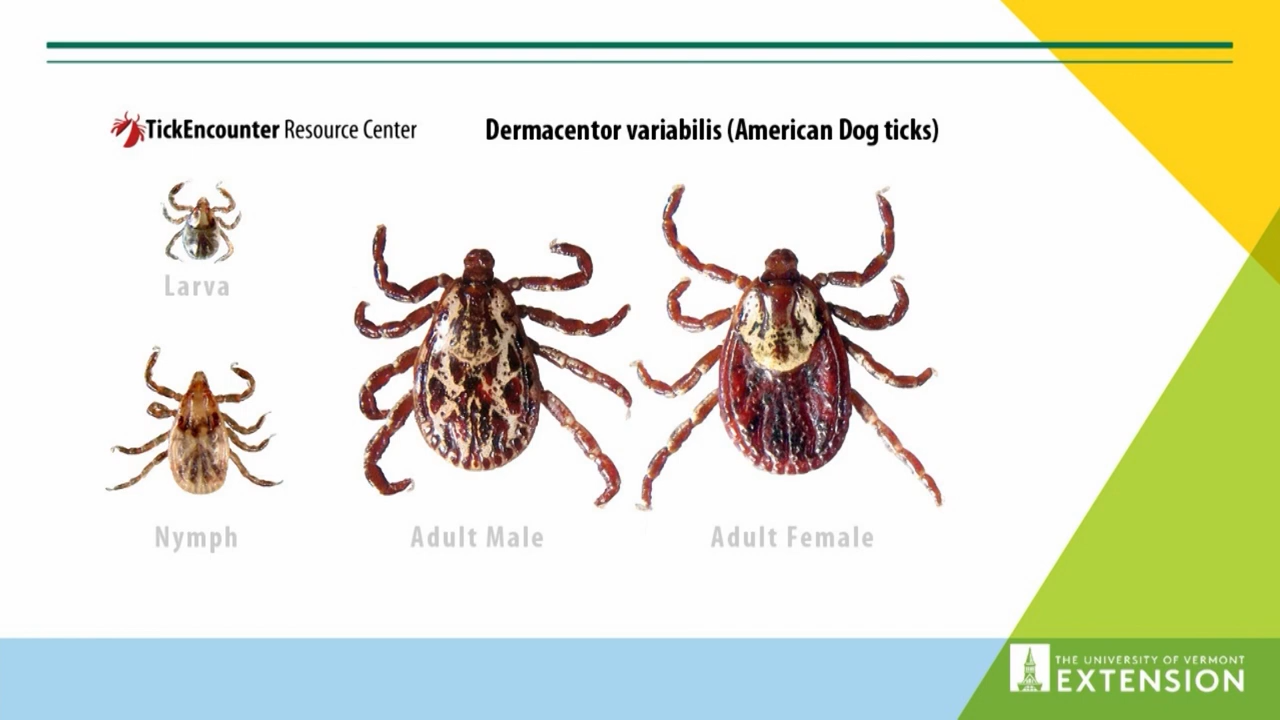 TickEncounter Resource Center
Dermacentor variabilis (American Dog ticks)
Larva
Nymph
Adult Male
Adult Female
THE UNIVERSITY OF VERMONT
EXTENSION